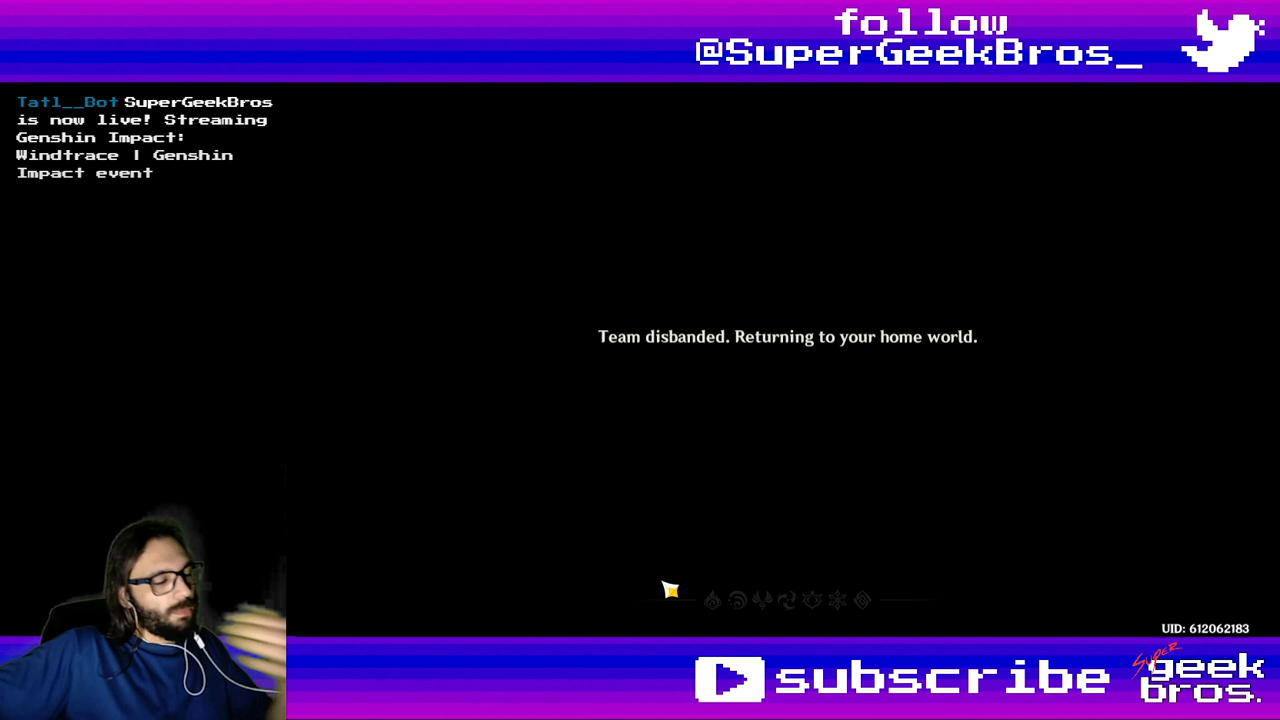 follow
@SuperGeekBros_
Tatl__Bot SuperGeekBros
is now live! Streaming
Genshin Impact:
Windtrace | Genshin
Impact event
Team disbanded. Returning to your home world.
UID: 612062183
subscribe
SUPER
geek
bros.